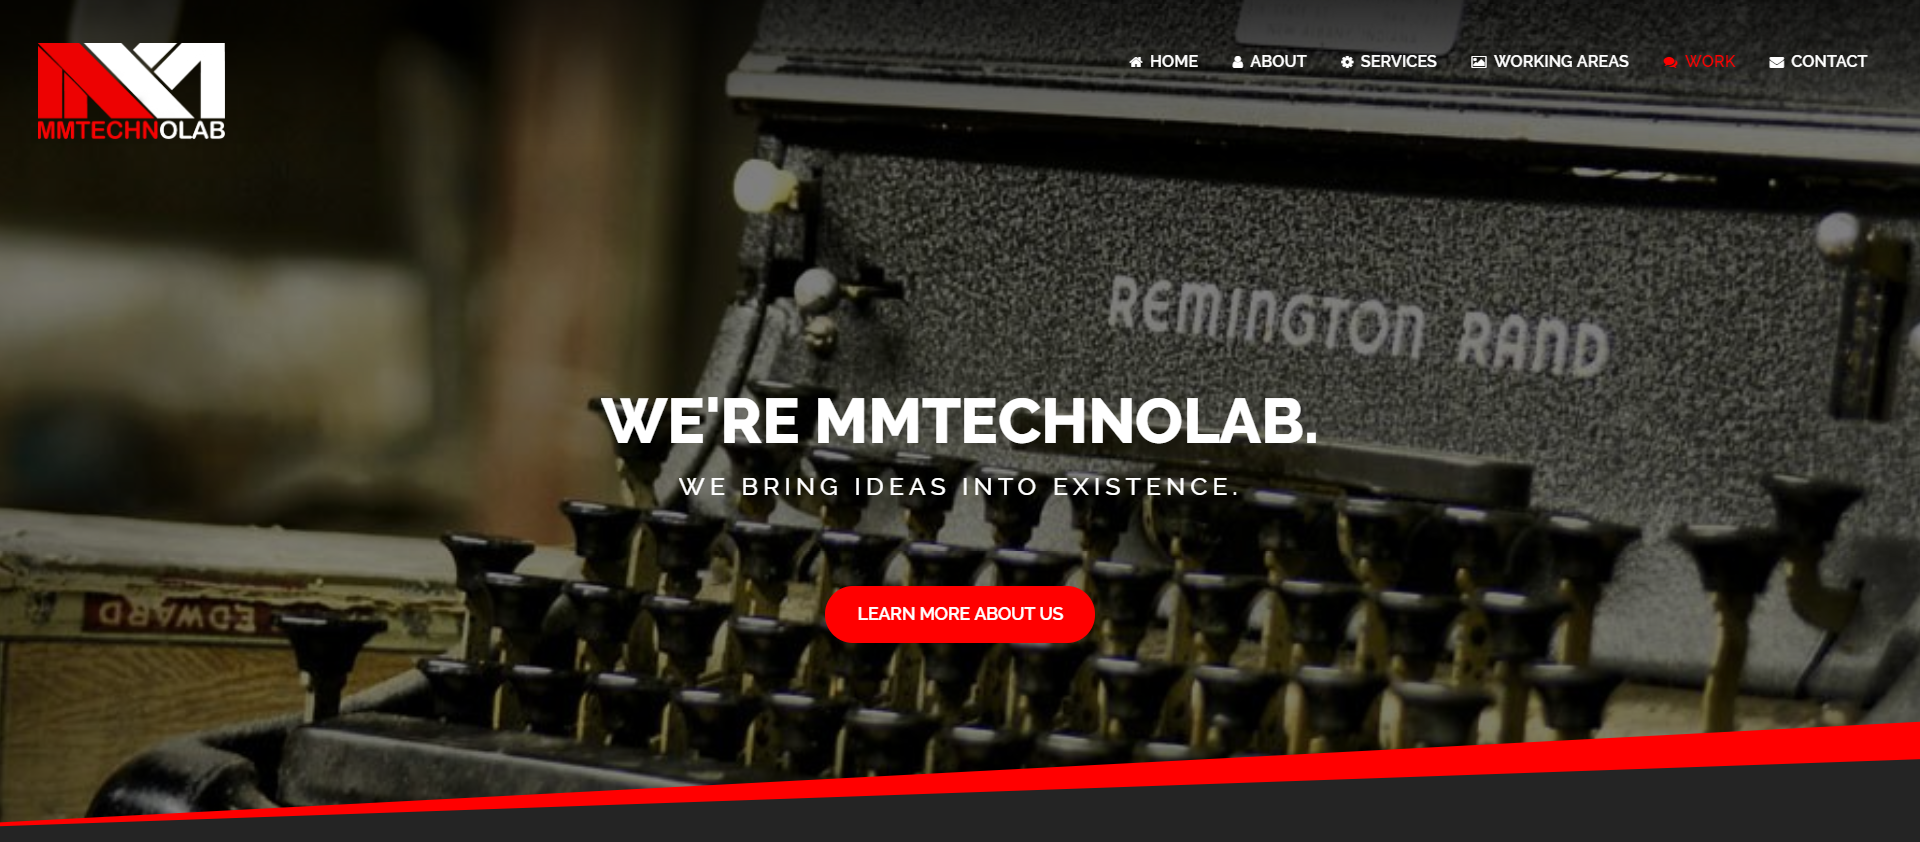 MMTECHNOLAB
HOME ABOUT SERVICES WORKING AREAS WORK CONTACT
REMINGTON RAND
WE'RE MMTECHNOLAB.
WE BRING IDEAS INTO EXISTENCE.
LEARN MORE ABOUT US
EDWARD